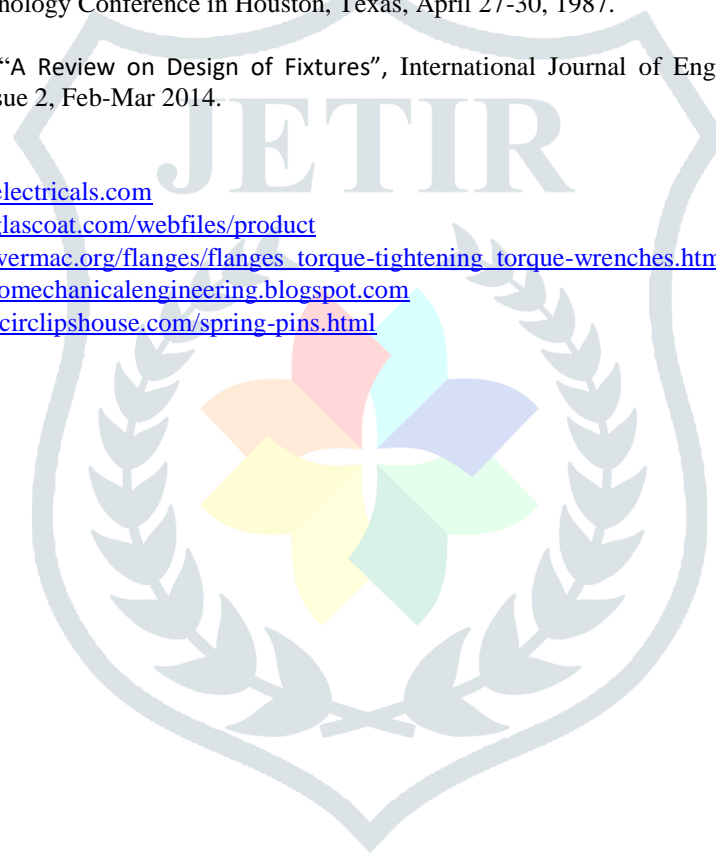 nology Conference in Houston, Texas, April 27-30, 1987.
“A Review on Design of Fixtures”, International Journal of Eng
sue 2, Feb-Mar 2014.
JETIR
electricals.com
glascoat.com/webfiles/product
wermac.org/flanges/flanges_torque-tightening_torque-wrenches.htm
omechanicalengineering.blogspot.com
circlipshouse.com/spring-pins.html